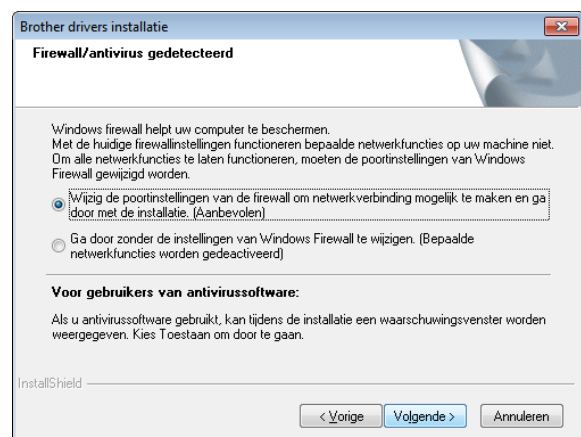 Brother drivers installatie
Firewall/antivirus gedetecteerd
Windows firewall helpt uw computer te beschermen.
Met de huidige firewallinstellingen functioneren bepaalde netwerkfuncties op uw machine niet.
Om alle netwerkfuncties te laten functioneren, moeten de poortinstellingen van Windows
Firewall gewijzigd worden.
Wijzig de poortinstellingen van de firewall om netwerkverbinding mogelijk te maken en ga
door met de installatie. (Aanbevolen)
Ga door zonder de instellingen van Windows Firewall te wijzigen. (Bepaalde
netwerkfuncties worden gedeactiveerd)
Voor gebruikers van antivirussoftware:
Als u antivirussoftware gebruikt, kan tijdens de installatie een waarschuwingsvenster worden
weergegeven. Kies Toestaan om door te gaan.
InstallShield
< Vorige Volgende > Annuleren